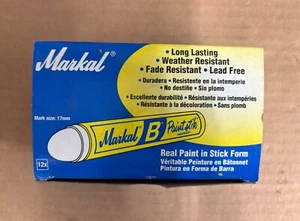 Markal
• Long Lasting
• Weather Resistant
• Fade Resistant • Lead Free
• Duradera • Resistente en la intemperie
• No destiñe • Sin plomo
• Excellente durabilité • Résistante aux intempéries
• Résistante à la décoloration • Sans plomb
Mark size: 17mm
Markal B Paintstik
12x
Real Paint in Stick Form
Véritable Peinture en Bâtonnet
Pintura en Forma de Barra